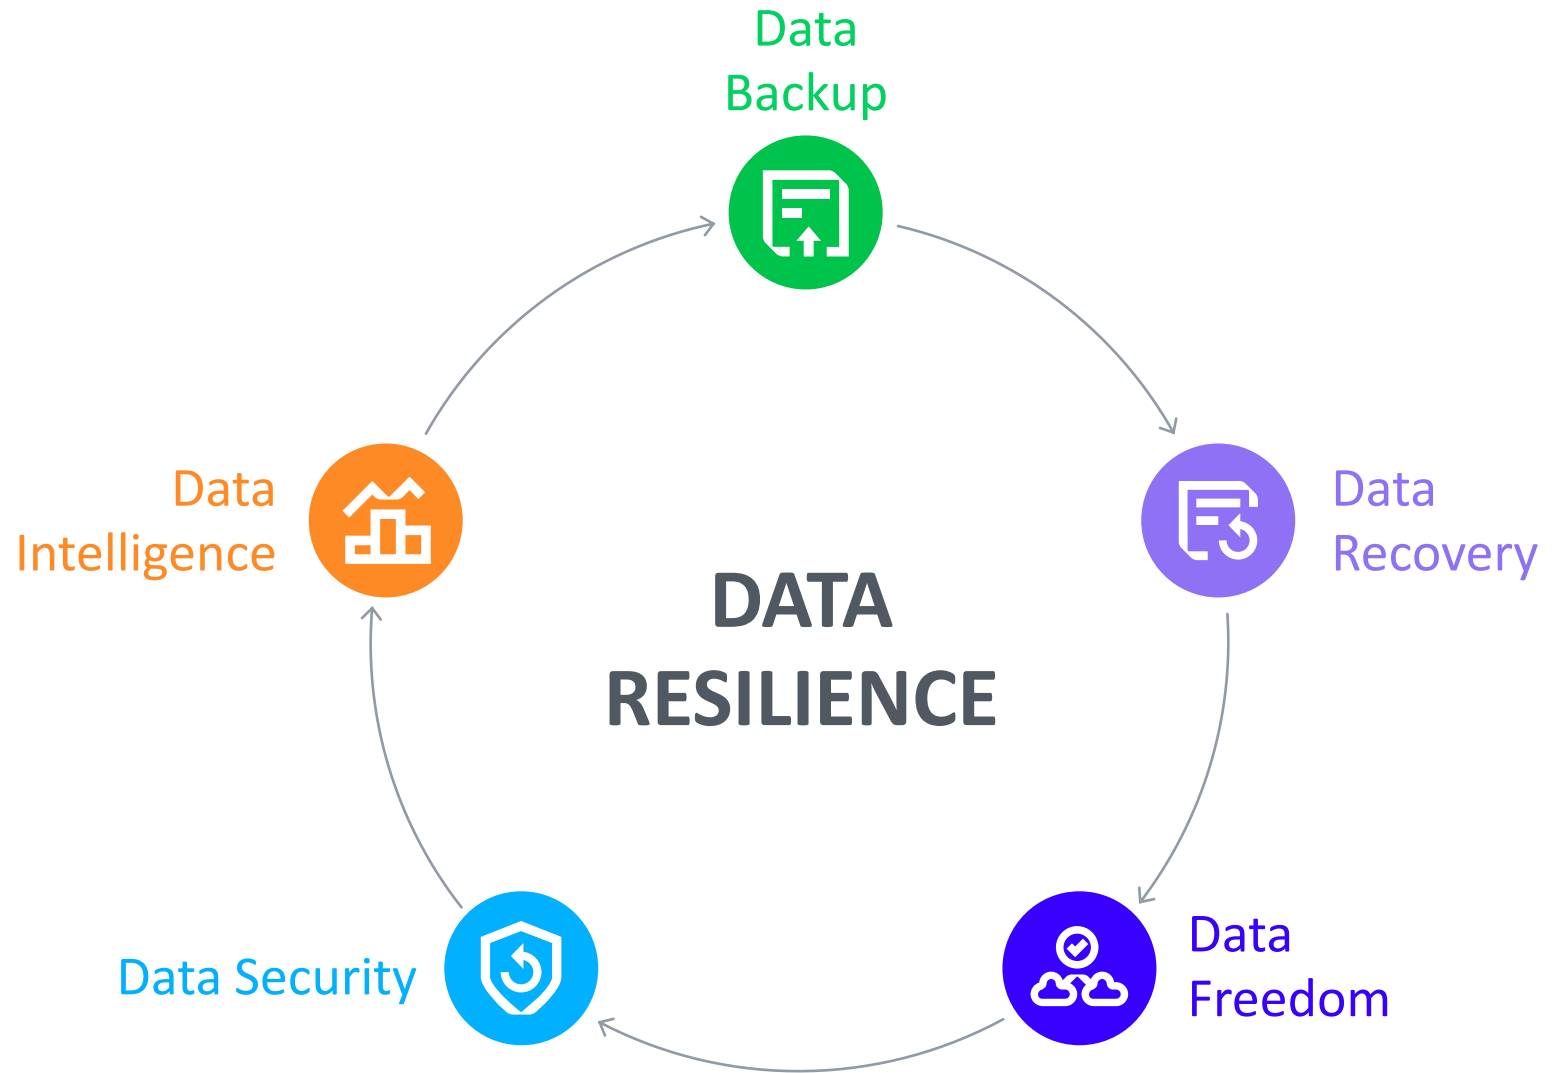 Data
Backup
Data
Intelligence
Data
Recovery
DATA
RESILIENCE
Data Security
Data
Freedom